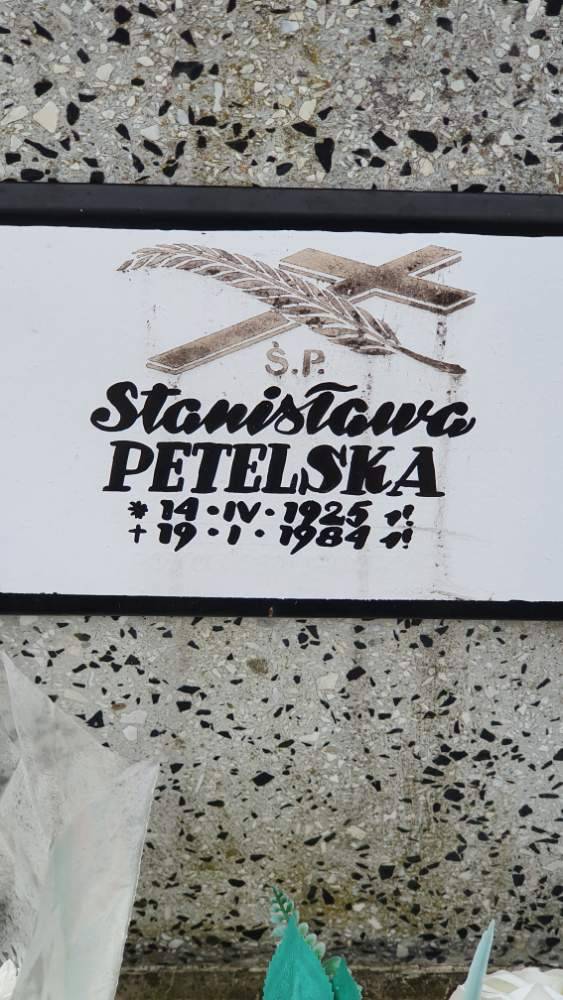 Ś.P.
Stanisława
PETELSKA
* 14 • IV • 1925 r!
† 19 • I • 1984 r!